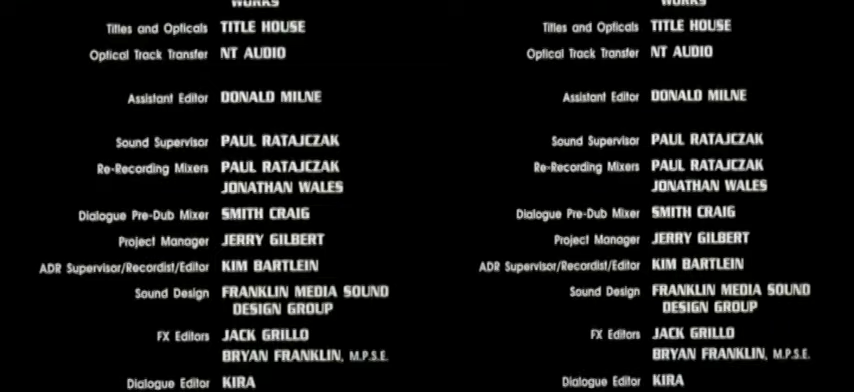 WORKS
Titles and Opticals TITLE HOUSE
Optical Track Transfer NT AUDIO
Assistant Editor DONALD MILNE
Sound Supervisor PAUL RATAJCZAK
Re-Recording Mixers PAUL RATAJCZAK
JONATHAN WALES
Dialogue Pre-Dub Mixer SMITH CRAIG
Project Manager JERRY GILBERT
ADR Supervisor/Recordist/Editor KIM BARTLEIN
Sound Design FRANKLIN MEDIA SOUND
DESIGN GROUP
FX Editors JACK GRILLO
BRYAN FRANKLIN, M.P.S.E.
Dialogue Editor KIRA
WORKS
Titles and Opticals TITLE HOUSE
Optical Track Transfer NT AUDIO
Assistant Editor DONALD MILNE
Sound Supervisor PAUL RATAJCZAK
Re-Recording Mixers PAUL RATAJCZAK
JONATHAN WALES
Dialogue Pre-Dub Mixer SMITH CRAIG
Project Manager JERRY GILBERT
ADR Supervisor/Recordist/Editor KIM BARTLEIN
Sound Design FRANKLIN MEDIA SOUND
DESIGN GROUP
FX Editors JACK GRILLO
BRYAN FRANKLIN, M.P.S.E.
Dialogue Editor KIRA